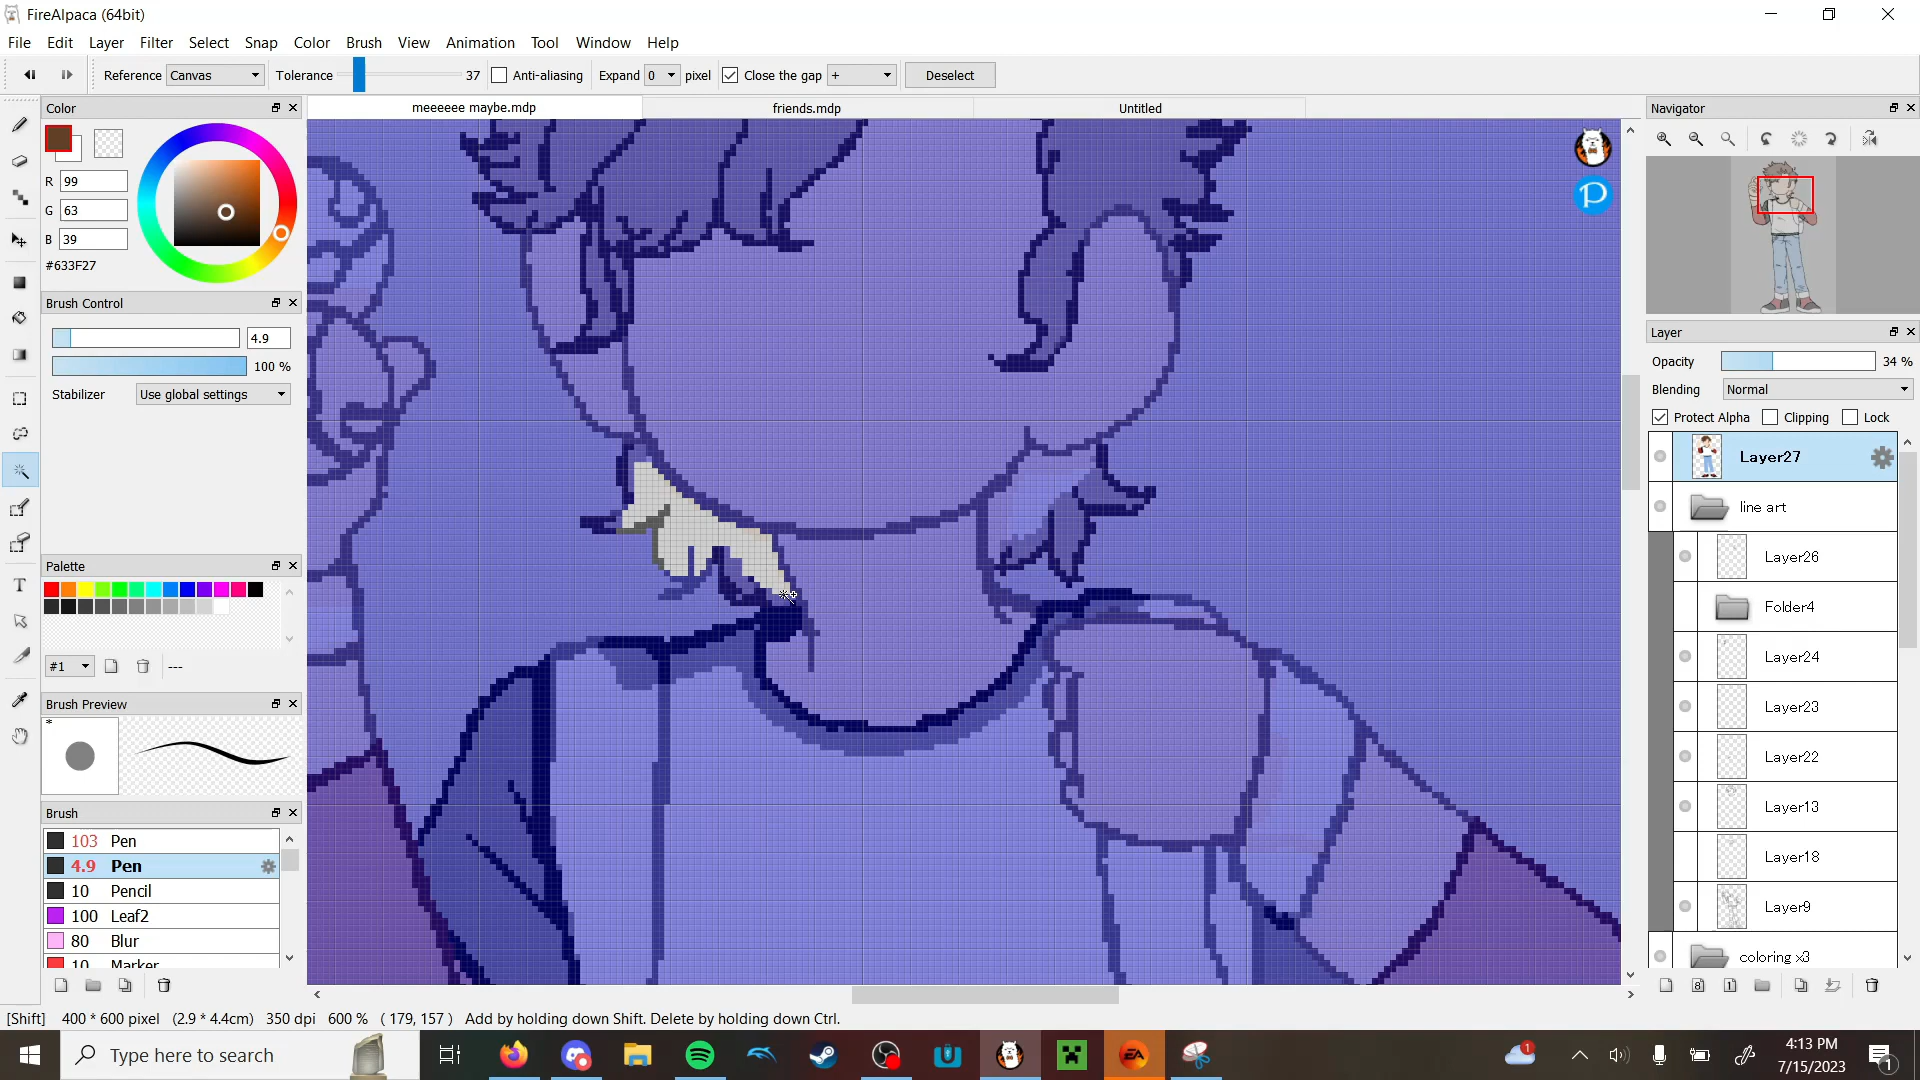 FireAlpaca (64bit)
File Edit Layer Filter Select Snap Color Brush View Animation Tool Window Help
Reference Canvas Tolerance 37 Anti-aliasing Expand 0 pixel Close the gap + Deselect
Color
meeeeee maybe.mdp friends.mdp Untitled
Navigator
R 99
G 63
B 39
#633F27
Brush Control
4.9
100 %
Stabilizer Use global settings
Layer
Opacity 34 %
Blending Normal
Protect Alpha Clipping Lock
Layer27
line art
Layer26
Folder4
Layer24
Layer23
Layer22
Layer13
Layer18
Layer9
coloring x3
Palette
#1 ---
Brush Preview
*
Brush
103 Pen
4.9 Pen
10 Pencil
100 Leaf2
80 Blur
10 Marker
[Shift] 400 * 600 pixel (2.9 * 4.4cm) 350 dpi 600 % ( 179, 157 ) Add by holding down Shift. Delete by holding down Ctrl.
Type here to search
EA
1
4:13 PM
7/15/2023
1